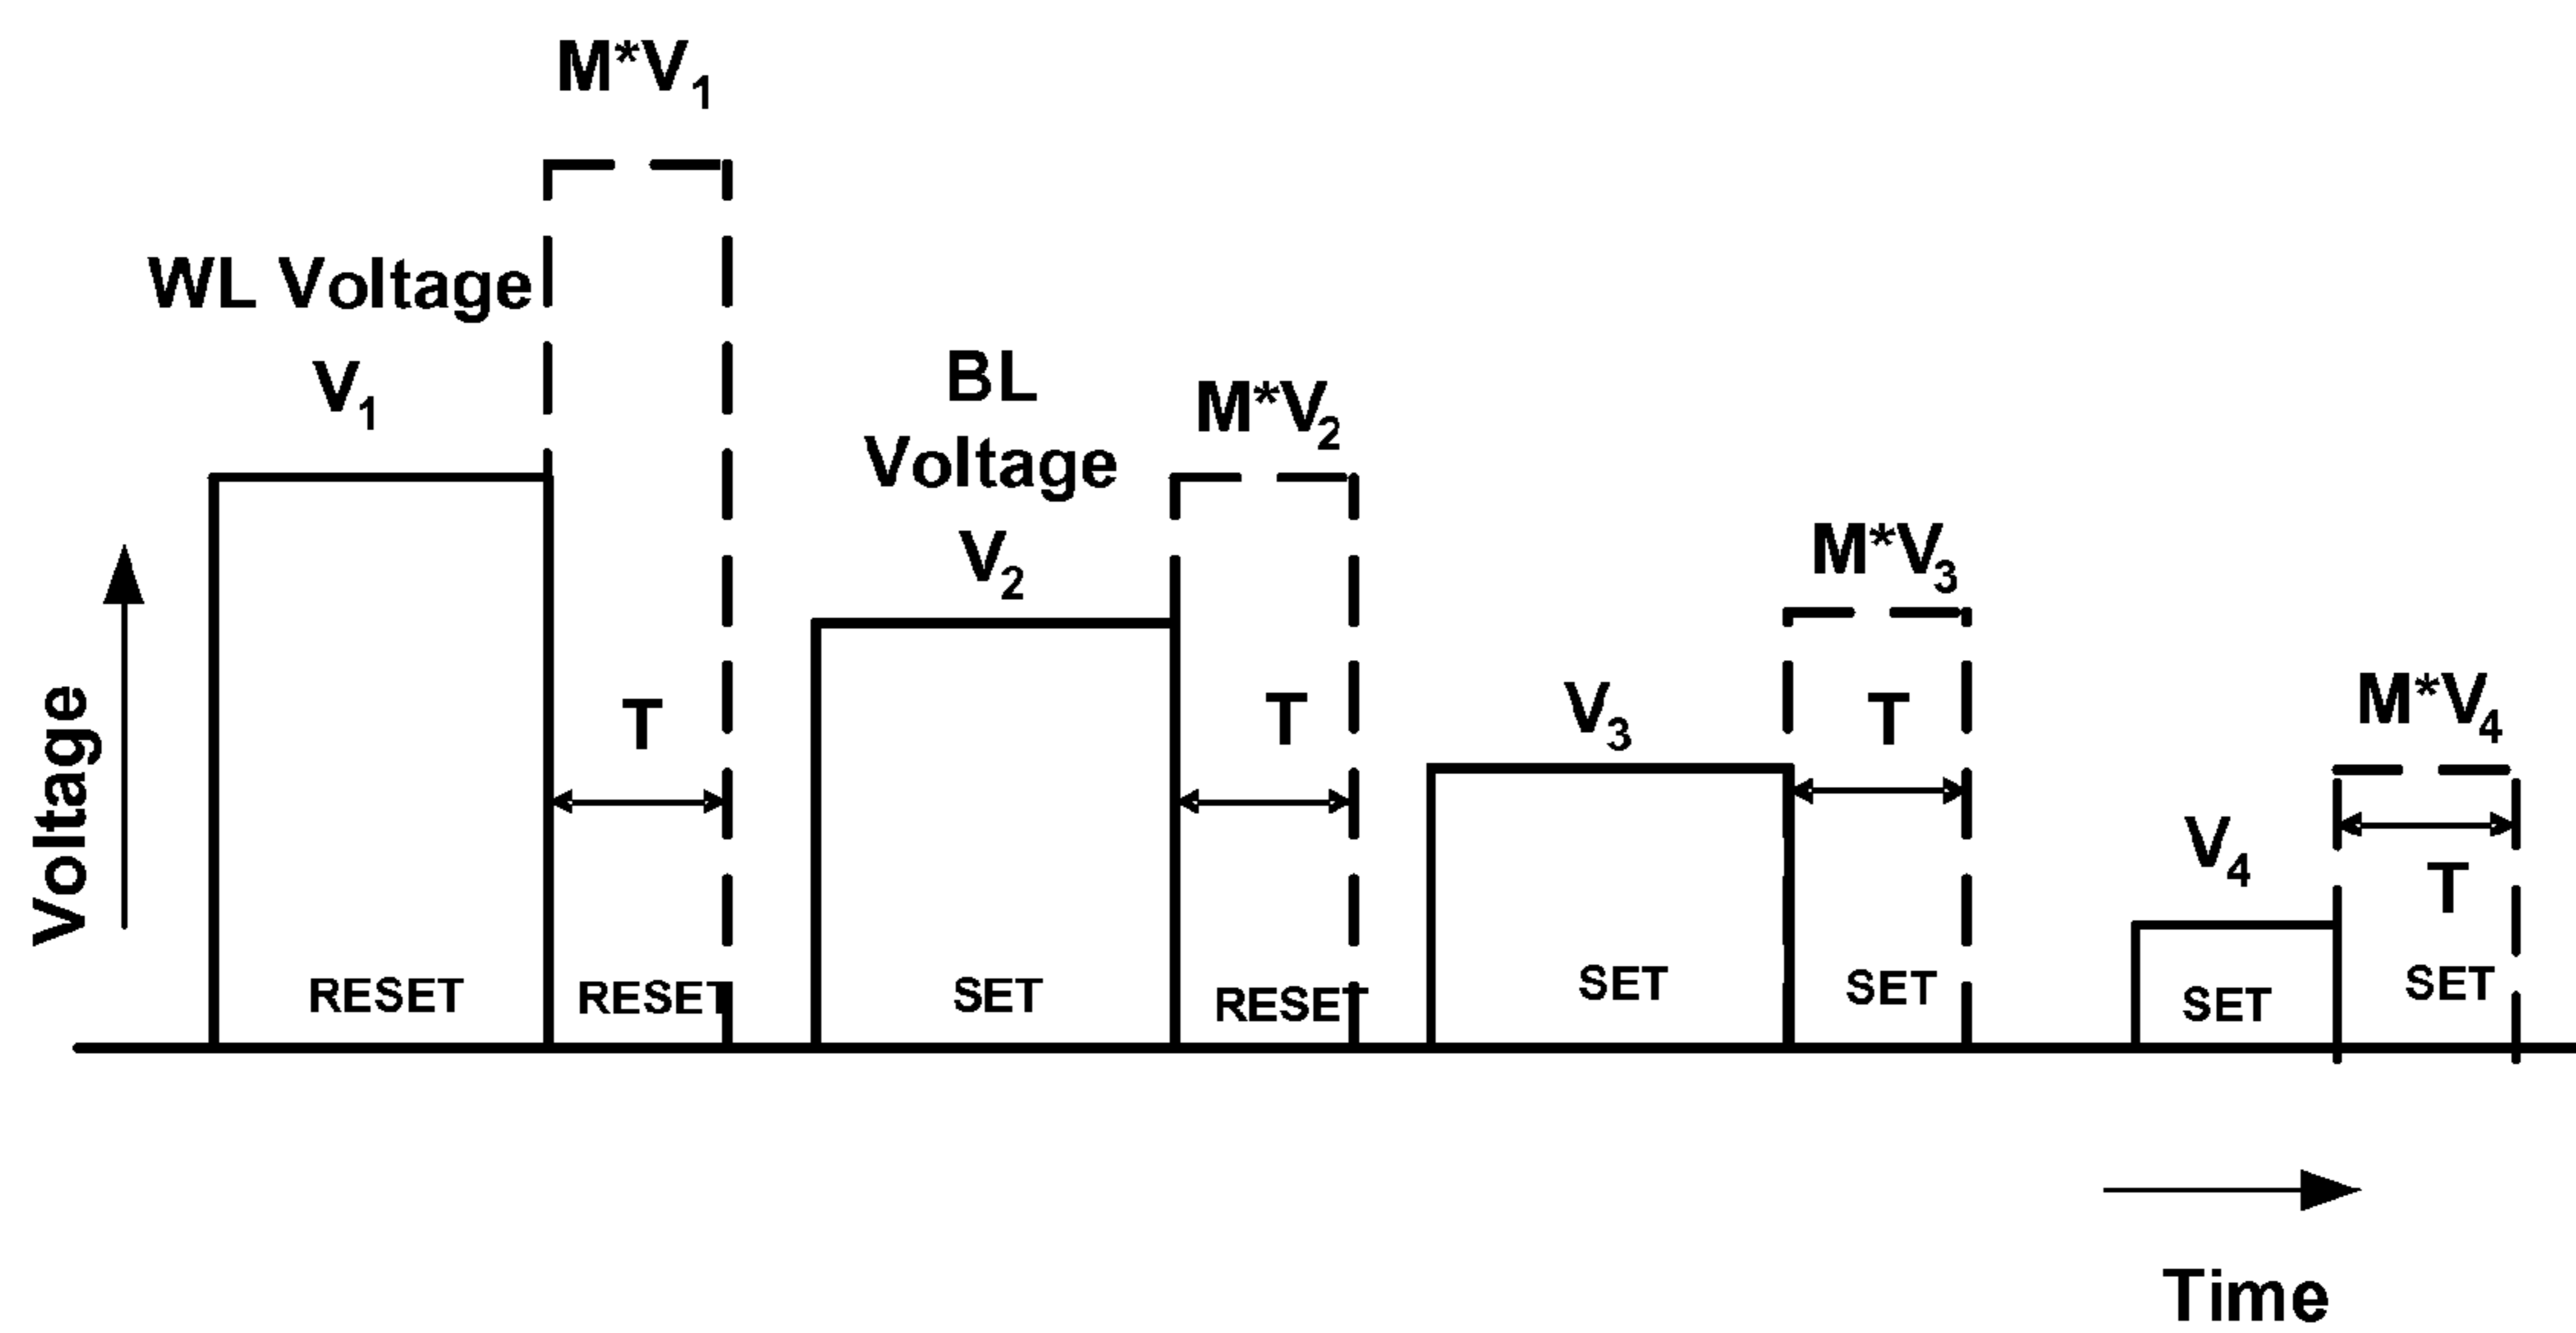 M*V1
WL Voltage
V1
BL
Voltage
V2
M*V2
M*V3
V3
M*V4
V4
T
T
T
T
Voltage
RESET
RESET
SET
RESET
SET
SET
SET
SET
Time